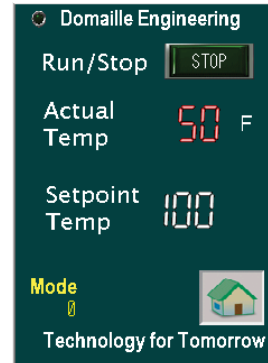 Domaille Engineering
Run/Stop STOP
Actual
Temp 50 F
Setpoint
Temp 100
Mode
0
Technology for Tomorrow